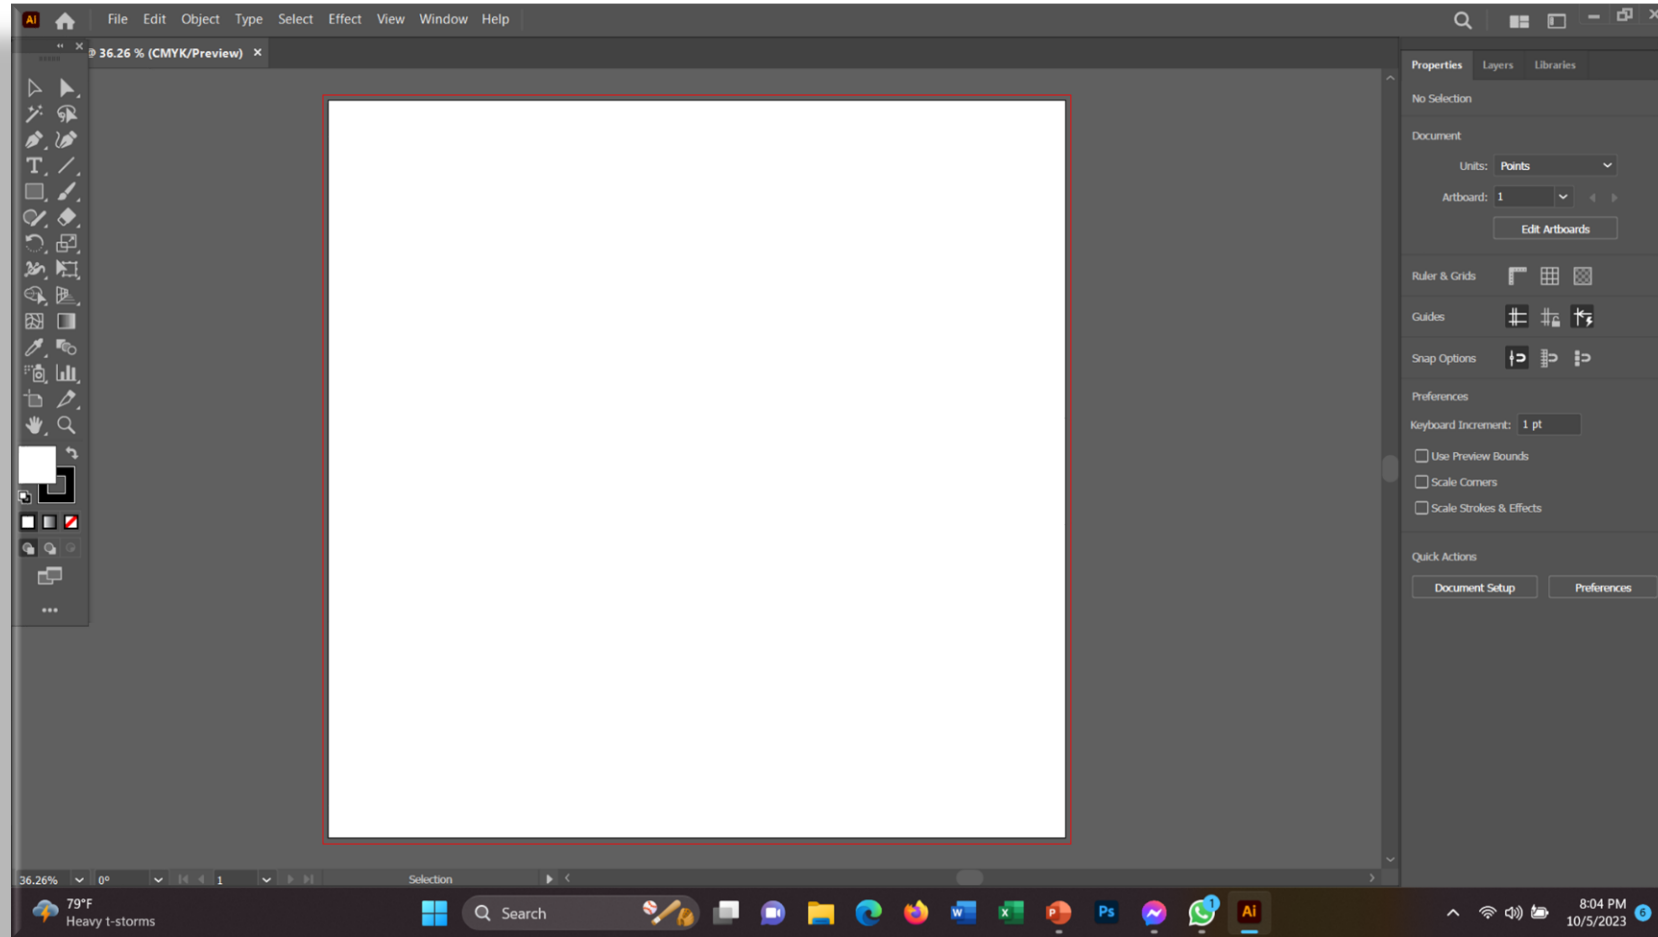 Ai File Edit Object Type Select Effect View Window Help
@ 36.26 % (CMYK/Preview) ×
Properties Layers Libraries
No Selection
Document
Units: Points
Artboard: 1
Edit Artboards
Ruler & Grids
Guides
Snap Options
Preferences
Keyboard Increment: 1 pt
Use Preview Bounds
Scale Corners
Scale Strokes & Effects
Quick Actions
Document Setup Preferences
36.26% 0° 1 Selection
79°F
Heavy t-storms
Search
W X P Ps 1 Ai
8:04 PM
10/5/2023 6